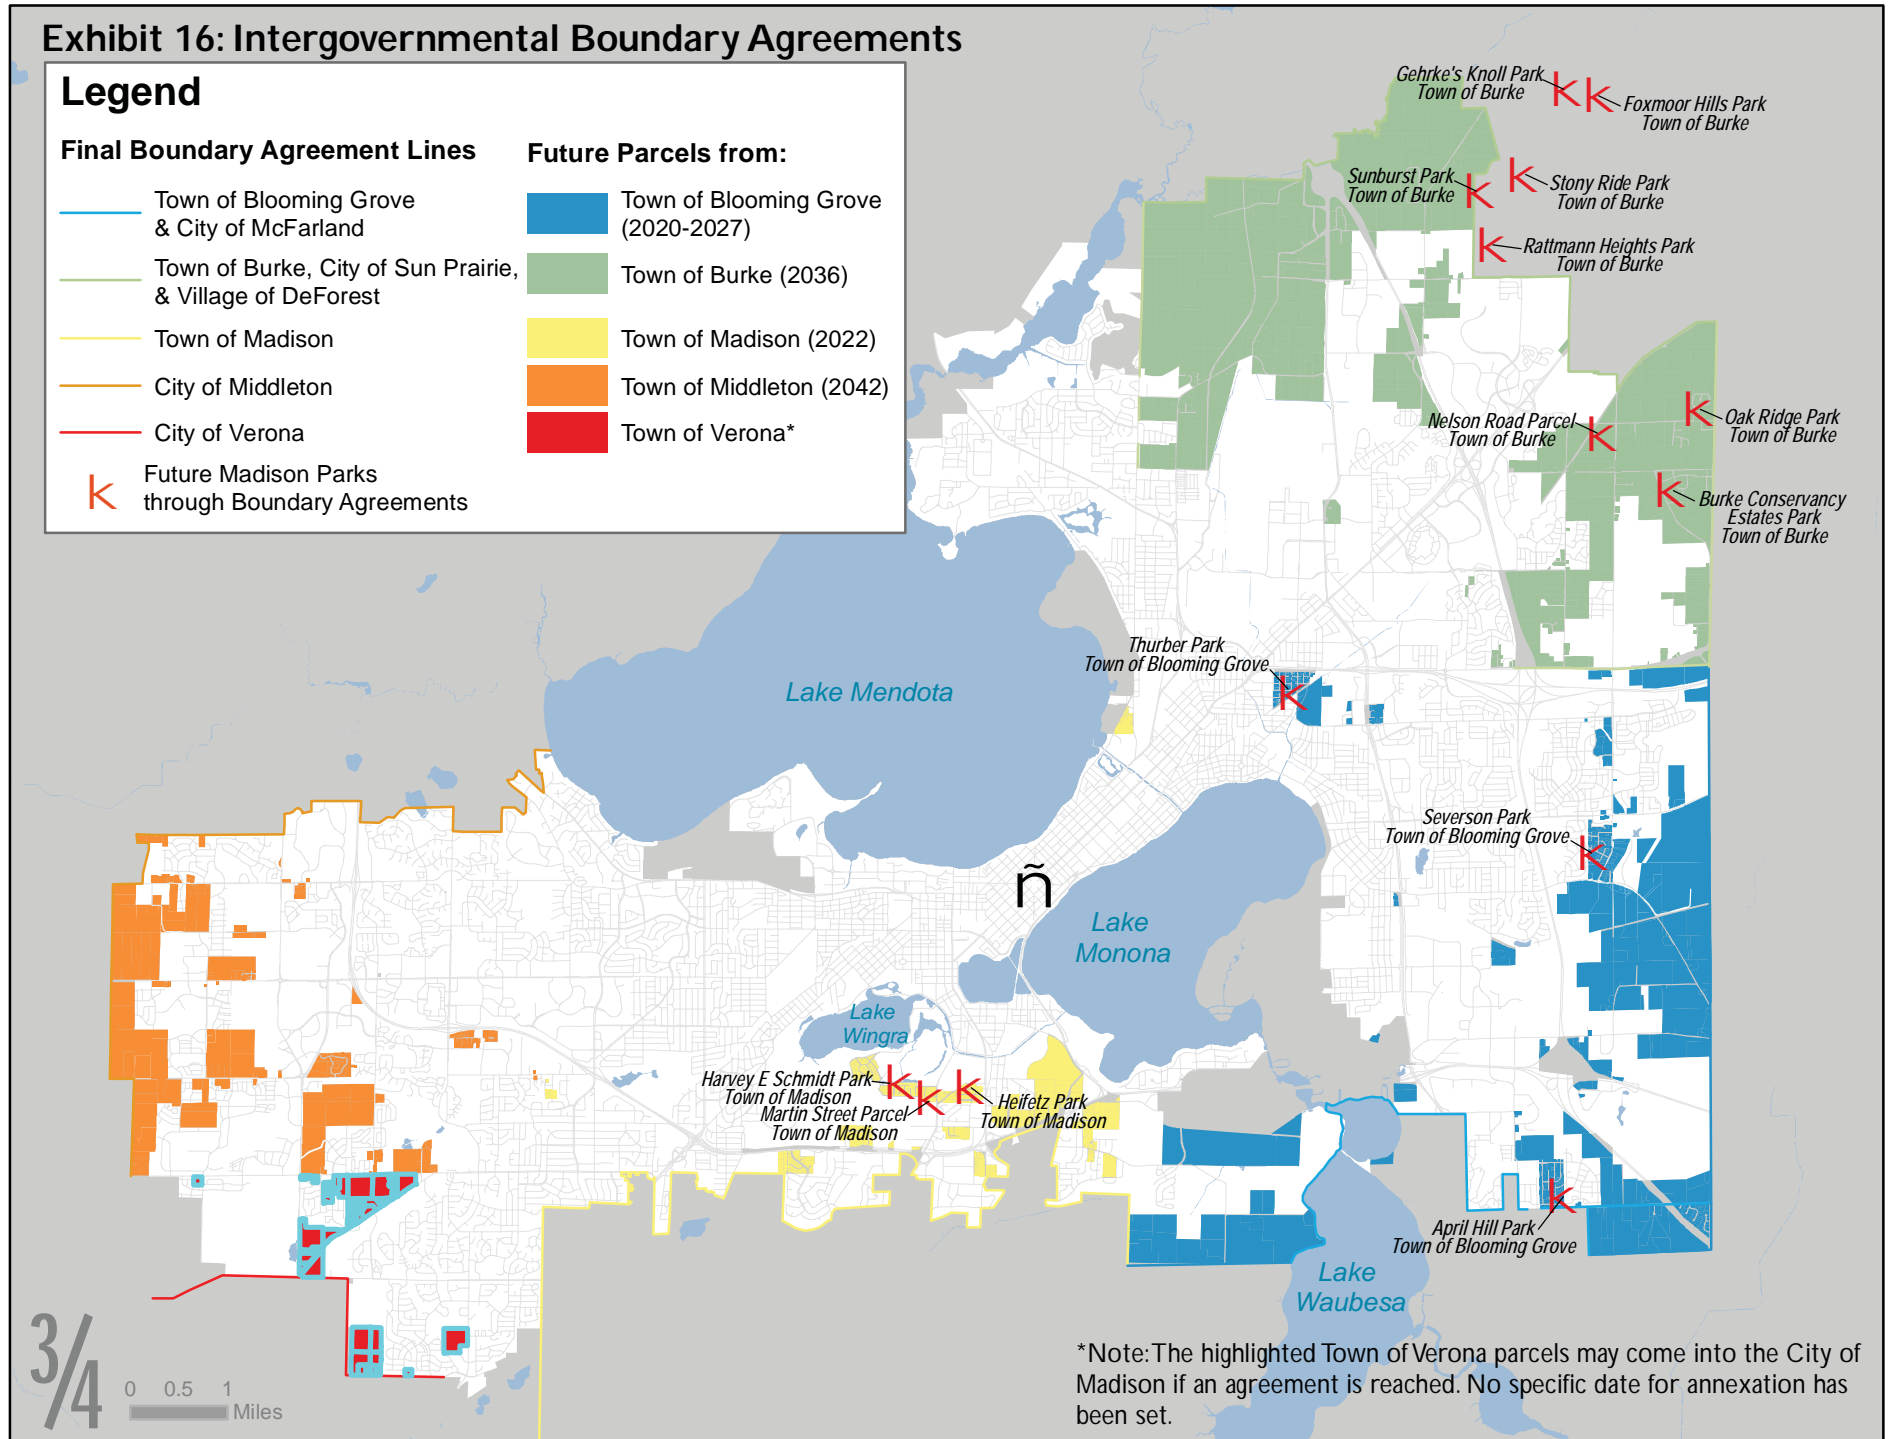 Exhibit 16: Intergovernmental Boundary Agreements
Legend
Final Boundary Agreement Lines
Town of Blooming Grove
& City of McFarland
Town of Burke, City of Sun Prairie,
& Village of DeForest
Town of Madison
City of Middleton
City of Verona
k
Future Madison Parks
through Boundary Agreements
Future Parcels from:
Town of Blooming Grove
(2020-2027)
Town of Burke (2036)
Town of Madison (2022)
Town of Middleton (2042)
Town of Verona*
Gehrke's Knoll Park
Town of Burke
k
k
Foxmoor Hills Park
Town of Burke
Sunburst Park
Town of Burke
k
k
Stony Ride Park
Town of Burke
k
Rattmann Heights Park
Town of Burke
Nelson Road Parcel
Town of Burke
k
k
Oak Ridge Park
Town of Burke
k
Burke Conservancy
Estates Park
Town of Burke
Thurber Park
Town of Blooming Grove
k
Lake Mendota
Severson Park
Town of Blooming Grove
k
ñ
Lake
Monona
Lake
Wingra
Harvey E Schmidt Park
Town of Madison
k
Martin Street Parcel
Town of Madison
k
k
Heifetz Park
Town of Madison
k
April Hill Park
Town of Blooming Grove
Lake
Waubesa
3/4
0 0.5 1
Miles
*Note: The highlighted Town of Verona parcels may come into the City of
Madison if an agreement is reached. No specific date for annexation has
been set.